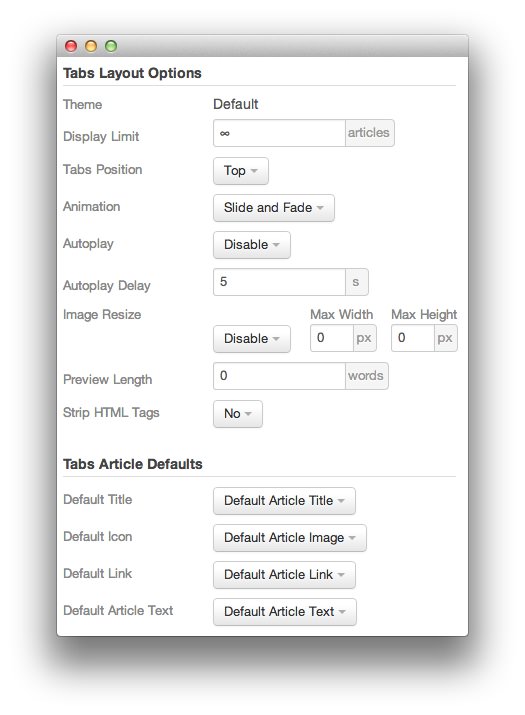 Tabs Layout Options
Theme Default
Display Limit ∞ articles
Tabs Position Top
Animation Slide and Fade
Autoplay Disable
Autoplay Delay 5 s
Image Resize Max Width Max Height
Disable 0 px 0 px
Preview Length 0 words
Strip HTML Tags No
Tabs Article Defaults
Default Title Default Article Title
Default Icon Default Article Image
Default Link Default Article Link
Default Article Text Default Article Text